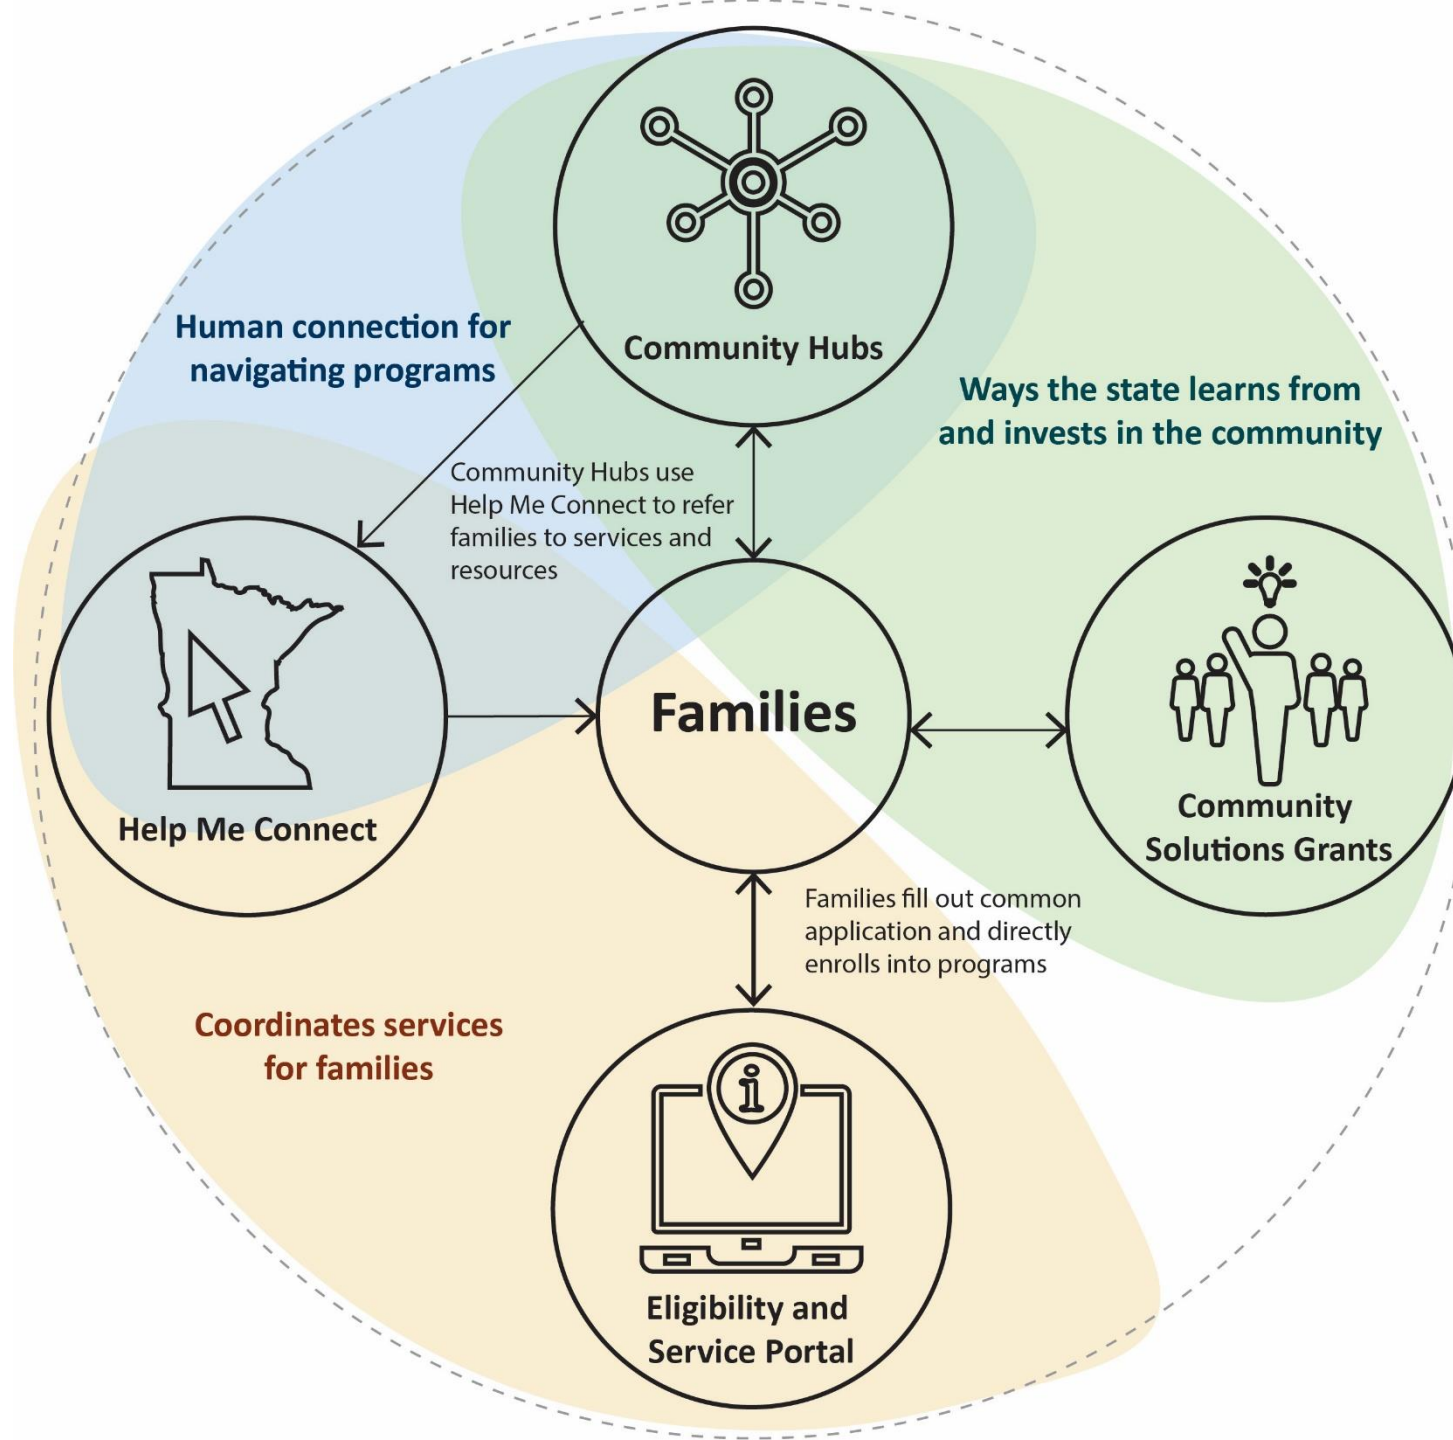 Community Hubs
Human connection for
navigating programs
Ways the state learns from
and invests in the community
Community Hubs use
Help Me Connect to refer
families to services and
resources
Help Me Connect
Families
Community
Solutions Grants
Families fill out common
application and directly
enrolls into programs
Coordinates services
for families
i
Eligibility and
Service Portal